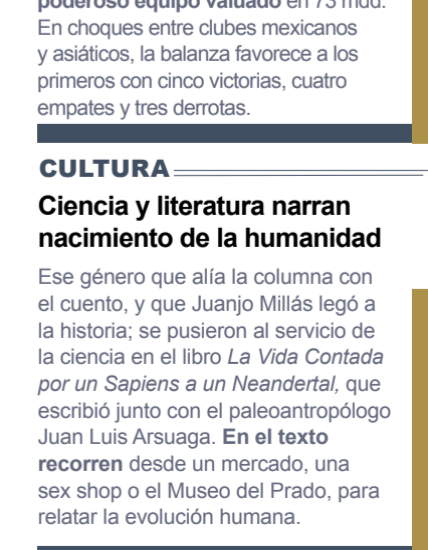 poderoso equipo valuado en 73 mdd.
En choques entre clubes mexicanos
y asiáticos, la balanza favorece a los
primeros con cinco victorias, cuatro
empates y tres derrotas.
CULTURA
Ciencia y literatura narran
nacimiento de la humanidad
Ese género que alía la columna con
el cuento, y que Juanjo Millás legó a
la historia; se pusieron al servicio de
la ciencia en el libro La Vida Contada
por un Sapiens a un Neandertal, que
escribió junto con el paleoantropólogo
Juan Luis Arsuaga. En el texto
recorren desde un mercado, una
sex shop o el Museo del Prado, para
relatar la evolución humana.